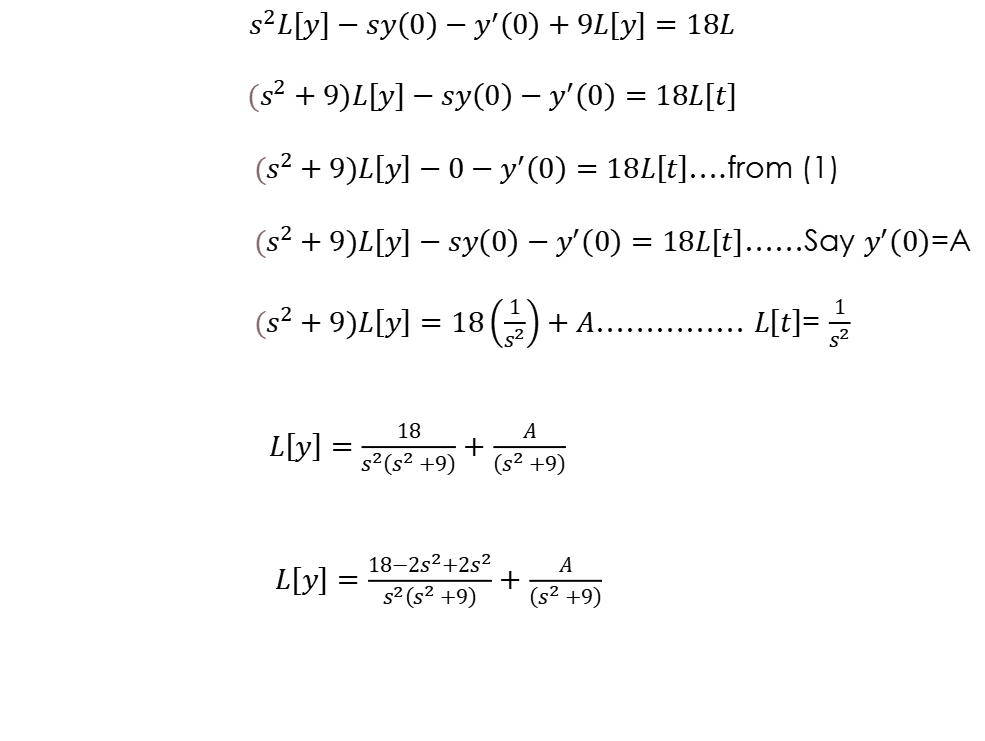 s²L[y] − sy(0) − y′(0) + 9L[y] = 18L
(s² + 9)L[y] − sy(0) − y′(0) = 18L[t]
(s² + 9)L[y] − 0 − y′(0) = 18L[t]....from (1)
(s² + 9)L[y] − sy(0) − y′(0) = 18L[t]......Say y′(0)=A
(s² + 9)L[y] = 18(1/s²) + A............... L[t]= 1/s²
L[y] = 18/(s²(s² +9)) + A/((s² +9))
L[y] = (18−2s²+2s²)/(s²(s² +9)) + A/((s² +9))